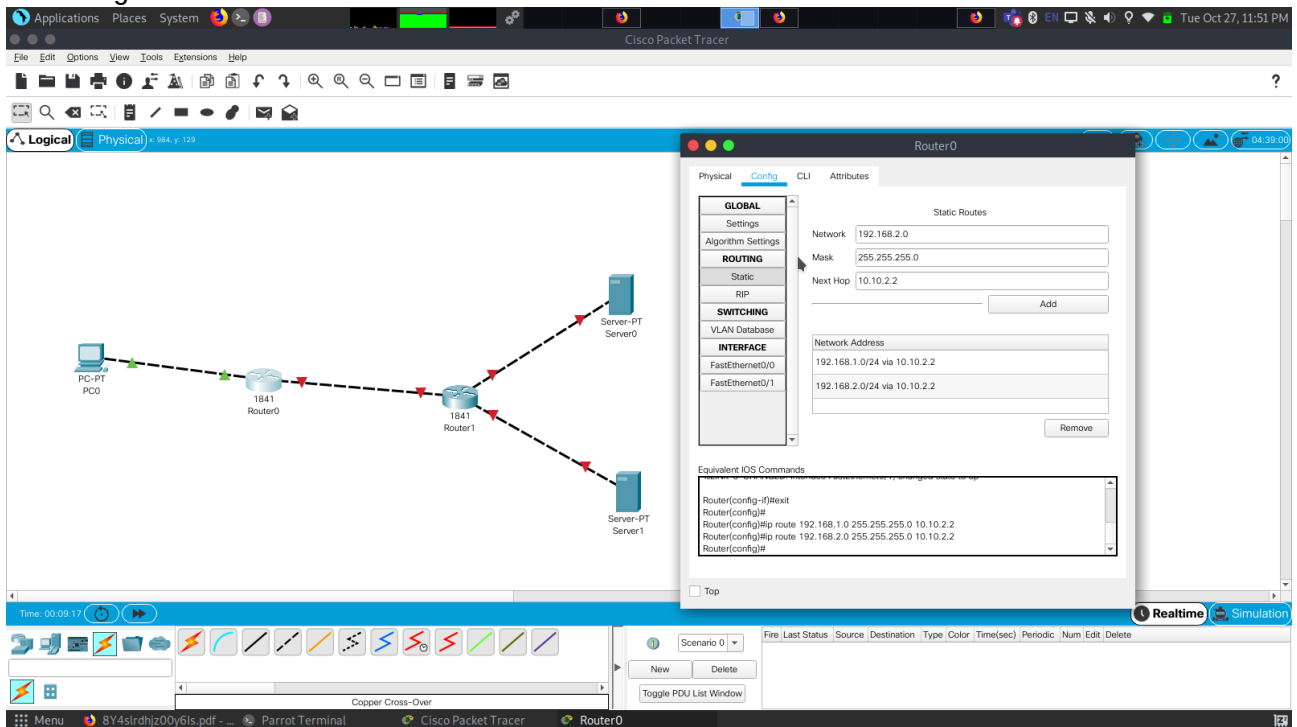 Applications Places System
EN
Tue Oct 27, 11:51 PM
Cisco Packet Tracer
File Edit Options View Tools Extensions Help
?
Logical
Physical
x: 984, y: 129
04:39:00
PC-PT
PC0
1841
Router0
1841
Router1
Server-PT
Server0
Server-PT
Server1
Router0
Physical Config CLI Attributes
GLOBAL
Settings
Algorithm Settings
ROUTING
Static
RIP
SWITCHING
VLAN Database
INTERFACE
FastEthernet0/0
FastEthernet0/1
Static Routes
Network 192.168.2.0
Mask 255.255.255.0
Next Hop 10.10.2.2
Add
Network Address
192.168.1.0/24 via 10.10.2.2
192.168.2.0/24 via 10.10.2.2
Remove
Equivalent IOS Commands
Router(config-if)#exit
Router(config)#
Router(config)#ip route 192.168.1.0 255.255.255.0 10.10.2.2
Router(config)#ip route 192.168.2.0 255.255.255.0 10.10.2.2
Router(config)#
Top
Time: 00:09:17
Realtime
Simulation
Scenario 0
New Delete
Toggle PDU List Window
Fire Last Status Source Destination Type Color Time(sec) Periodic Num Edit Delete
Copper Cross-Over
Menu
8Y4slrdhjz00y6ls.pdf - ...
Parrot Terminal
Cisco Packet Tracer
Router0